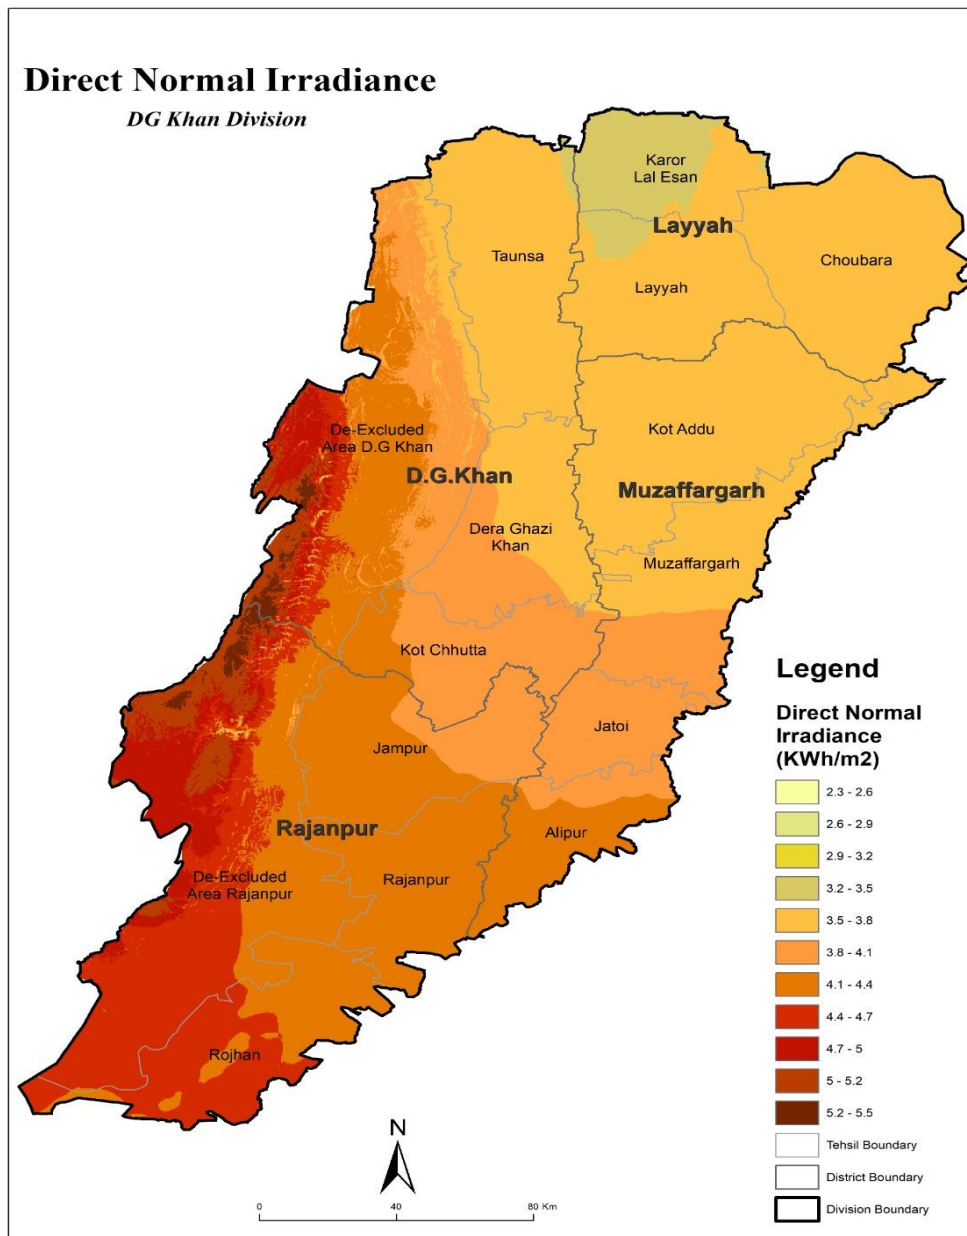 Direct Normal Irradiance
DG Khan Division
Karor
Lal Esan
Layyah
Taunsa
Choubara
Layyah
De-Excluded
Area D.G Khan
Kot Addu
D.G.Khan
Muzaffargarh
Dera Ghazi
Khan
Muzaffargarh
Kot Chhutta
Jampur
Jatoi
Rajanpur
Alipur
De-Excluded
Area Rajanpur
Rajanpur
Rojhan
Legend
Direct Normal
Irradiance
(KWh/m2)
2.3 - 2.6
2.6 - 2.9
2.9 - 3.2
3.2 - 3.5
3.5 - 3.8
3.8 - 4.1
4.1 - 4.4
4.4 - 4.7
4.7 - 5
5 - 5.2
5.2 - 5.5
Tehsil Boundary
District Boundary
Division Boundary
N
0 40 80 Km